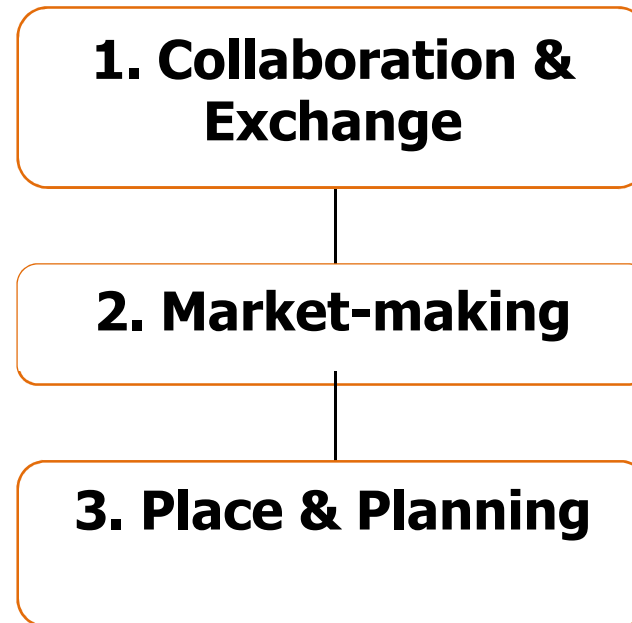 1. Collaboration &
Exchange
2. Market-making
3. Place & Planning